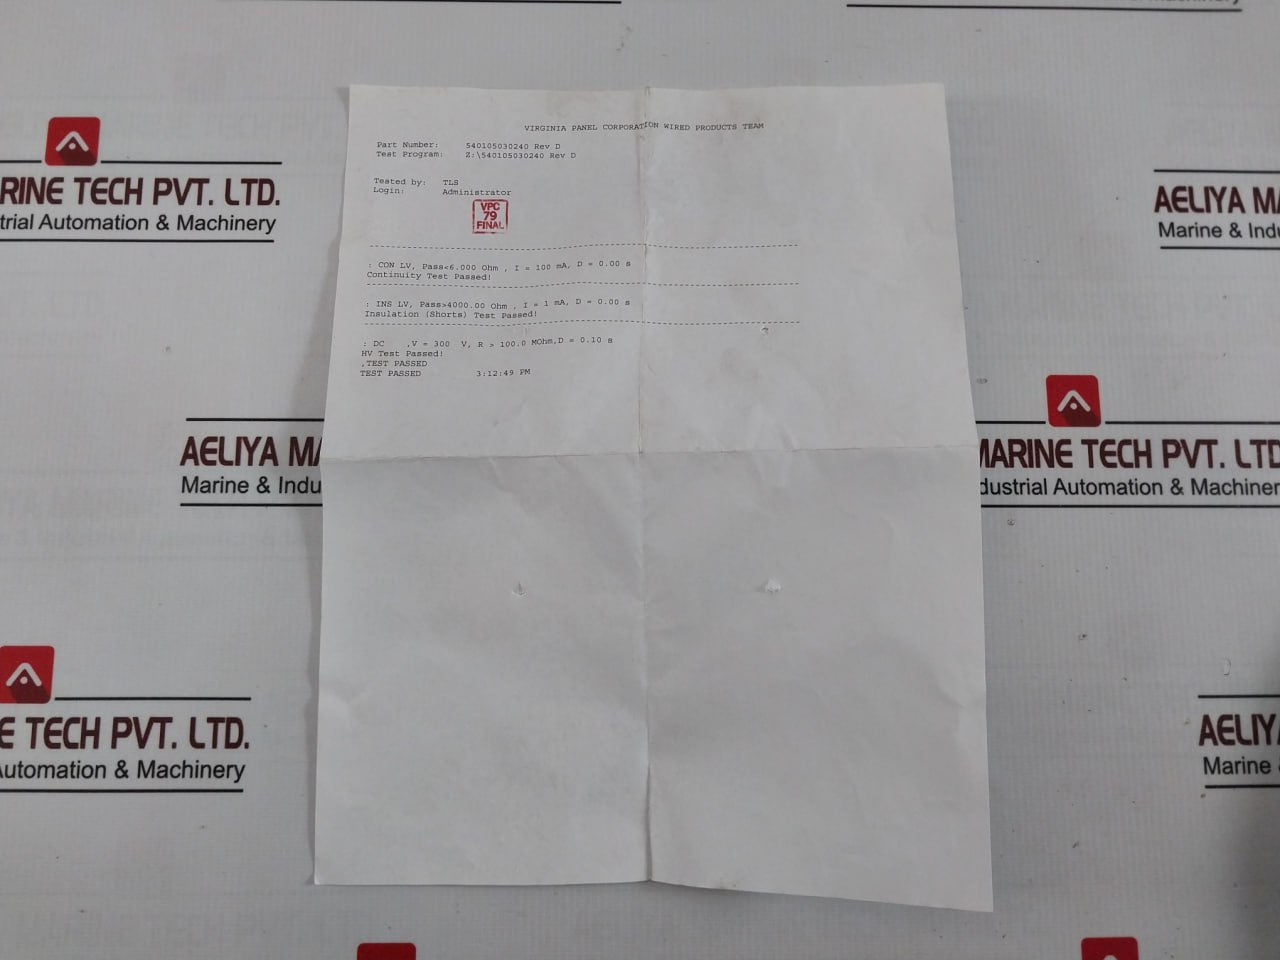 VIRGINIA PANEL CORPORATION WIRED PRODUCTS TEAM
Part Number: 540105030240 Rev D
Test Program: Z:\540105030240 Rev D
Tested by: TLS
Login: Administrator
VPC
79
FINAL
: CON LV, Pass<6.000 Ohm , I = 100 mA, D = 0.00 s
Continuity Test Passed!
: INS LV, Pass>4000.00 Ohm , I = 1 mA, D = 0.00 s
Insulation (Shorts) Test Passed!
: DC ,V = 300 V, R > 100.0 MOhm,D = 0.10 s
HV Test Passed!
,TEST PASSED
TEST PASSED 3:12:49 PM
RINE TECH PVT. LTD.
trial Automation & Machinery
AELIYA MA
Marine & Indu
AELIYA MA
Marine & Indu
MARINE TECH PVT. LTD
dustrial Automation & Machiner
E TECH PVT. LTD.
Automation & Machinery
AELIY
Marine